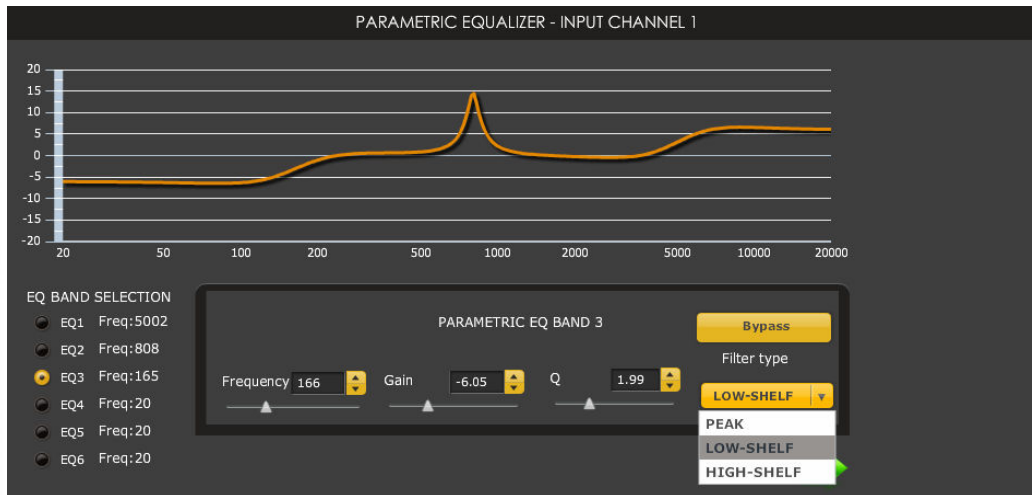 PARAMETRIC EQUALIZER - INPUT CHANNEL 1
20
15
10
5
0
-5
-10
-15
-20
20 50 100 200 500 1000 2000 5000 10000 20000
EQ BAND SELECTION
EQ1 Freq:5002
EQ2 Freq:808
EQ3 Freq:165
EQ4 Freq:20
EQ5 Freq:20
EQ6 Freq:20
PARAMETRIC EQ BAND 3
Bypass
Filter type
Frequency 166 Gain -6.05 Q 1.99
LOW-SHELF
PEAK
LOW-SHELF
HIGH-SHELF